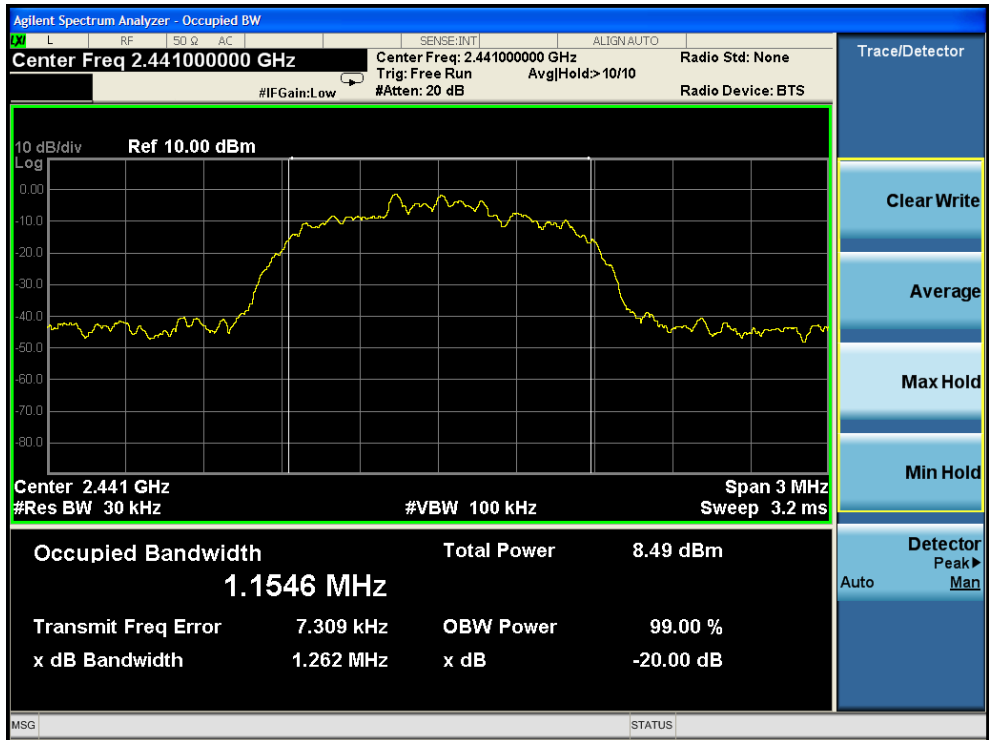 Agilent Spectrum Analyzer - Occupied BW
LXI L RF 50 Ω AC SENSE:INT ALIGN AUTO
Center Freq 2.441000000 GHz
Center Freq: 2.441000000 GHz
Radio Std: None
Trig: Free Run Avg|Hold:>10/10
#IFGain:Low
#Atten: 20 dB
Radio Device: BTS
Trace/Detector
10 dB/div Ref 10.00 dBm
Log
0.00
-10.0
-20.0
-30.0
-40.0
-50.0
-60.0
-70.0
-80.0
Center 2.441 GHz
Span 3 MHz
#Res BW 30 kHz
#VBW 100 kHz
Sweep 3.2 ms
Occupied Bandwidth
1.1546 MHz
Total Power 8.49 dBm
Transmit Freq Error 7.309 kHz
OBW Power 99.00 %
x dB Bandwidth 1.262 MHz
x dB -20.00 dB
Clear Write
Average
Max Hold
Min Hold
Detector
Peak▶
Auto Man
MSG
STATUS